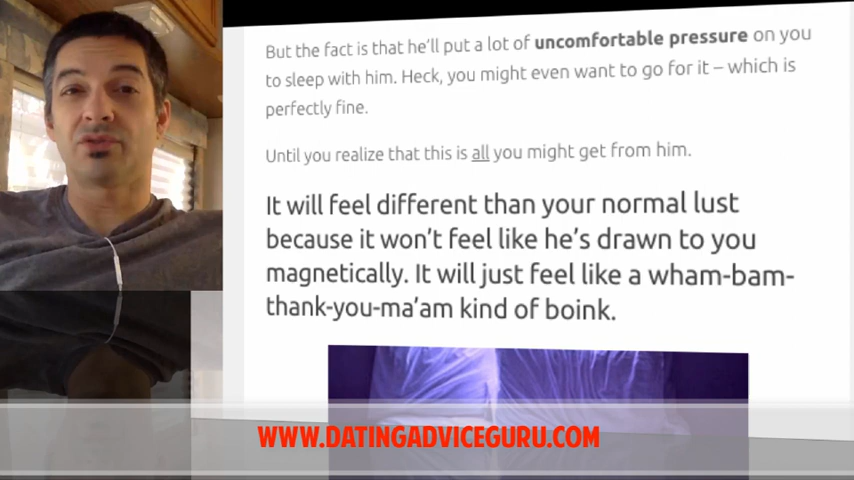 But the fact is that he'll put a lot of uncomfortable pressure on you
to sleep with him. Heck, you might even want to go for it – which is
perfectly fine.
Until you realize that this is all you might get from him.
It will feel different than your normal lust
because it won't feel like he's drawn to you
magnetically. It will just feel like a wham-bam-
thank-you-ma'am kind of boink.
WWW.DATINGADVICEGURU.COM